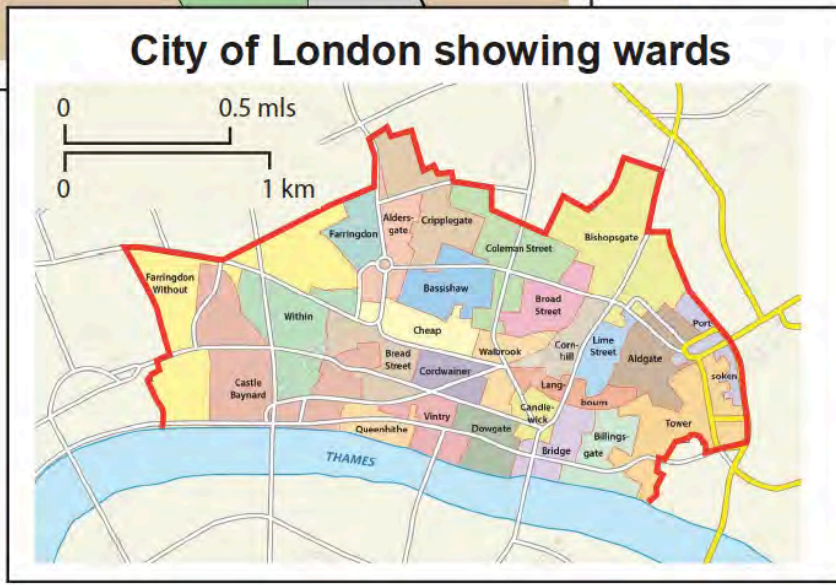 City of London showing wards
0 0.5 mls
0 1 km
Farringdon
Alders-
gate
Cripplegate
Coleman Street
Bishopsgate
Farringdon
Without
Bassishaw
Broad
Street
Within
Cheap
Walbrook
Corn-
hill
Lime
Street
Aldgate
Port
soken
Bread
Street
Cordwainer
Castle
Baynard
Lang-
bourn
Candle-
wick
Vintry
Queenhithe
Dowgate
Bridge
Billings-
gate
Tower
THAMES